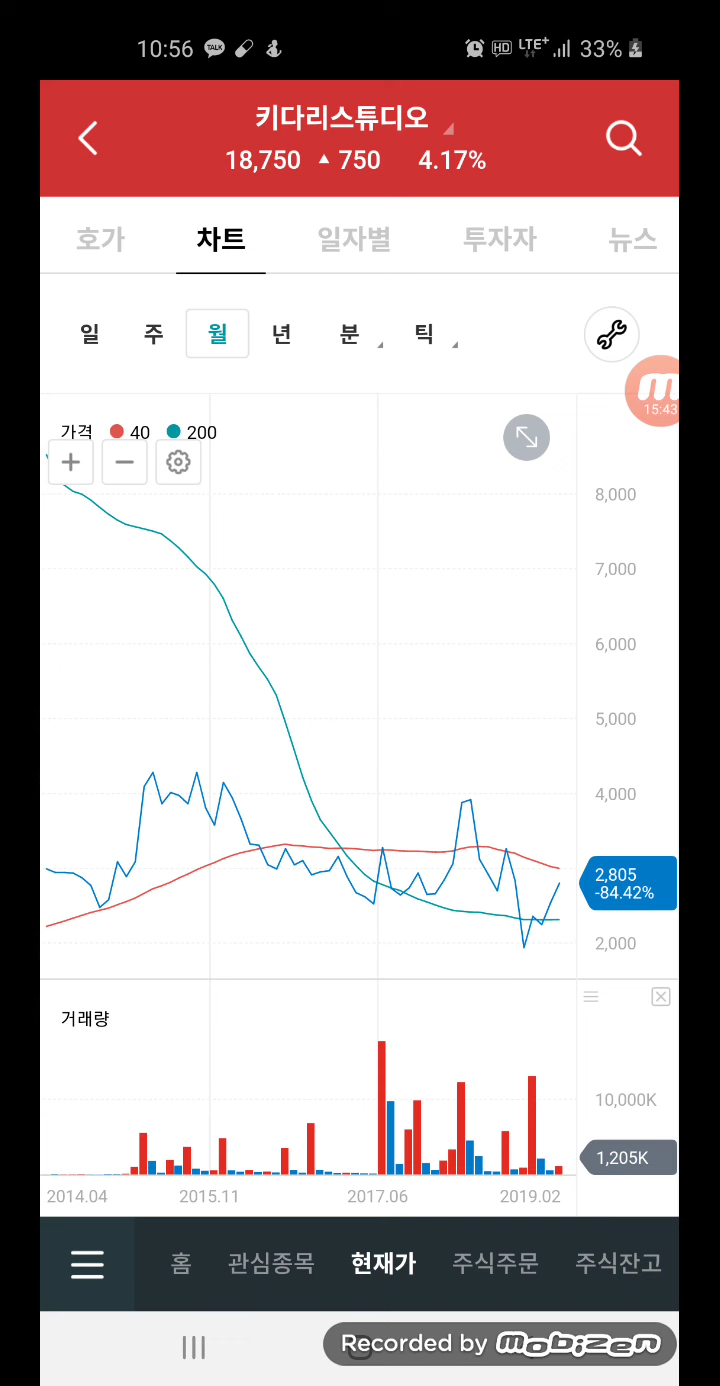 10:56 TALK HD LTE+ 33%
키다리스튜디오
18,750 ▲ 750 4.17%
호가 차트 일자별 투자자 뉴스
일 주 월 년 분 틱
15:43
가격 40 200
8,000
7,000
6,000
5,000
4,000
2,805
-84.42%
2,000
거래량
10,000K
1,205K
2014.04 2015.11 2017.06 2019.02
홈 관심종목 현재가 주식주문 주식잔고
Recorded by mobizen